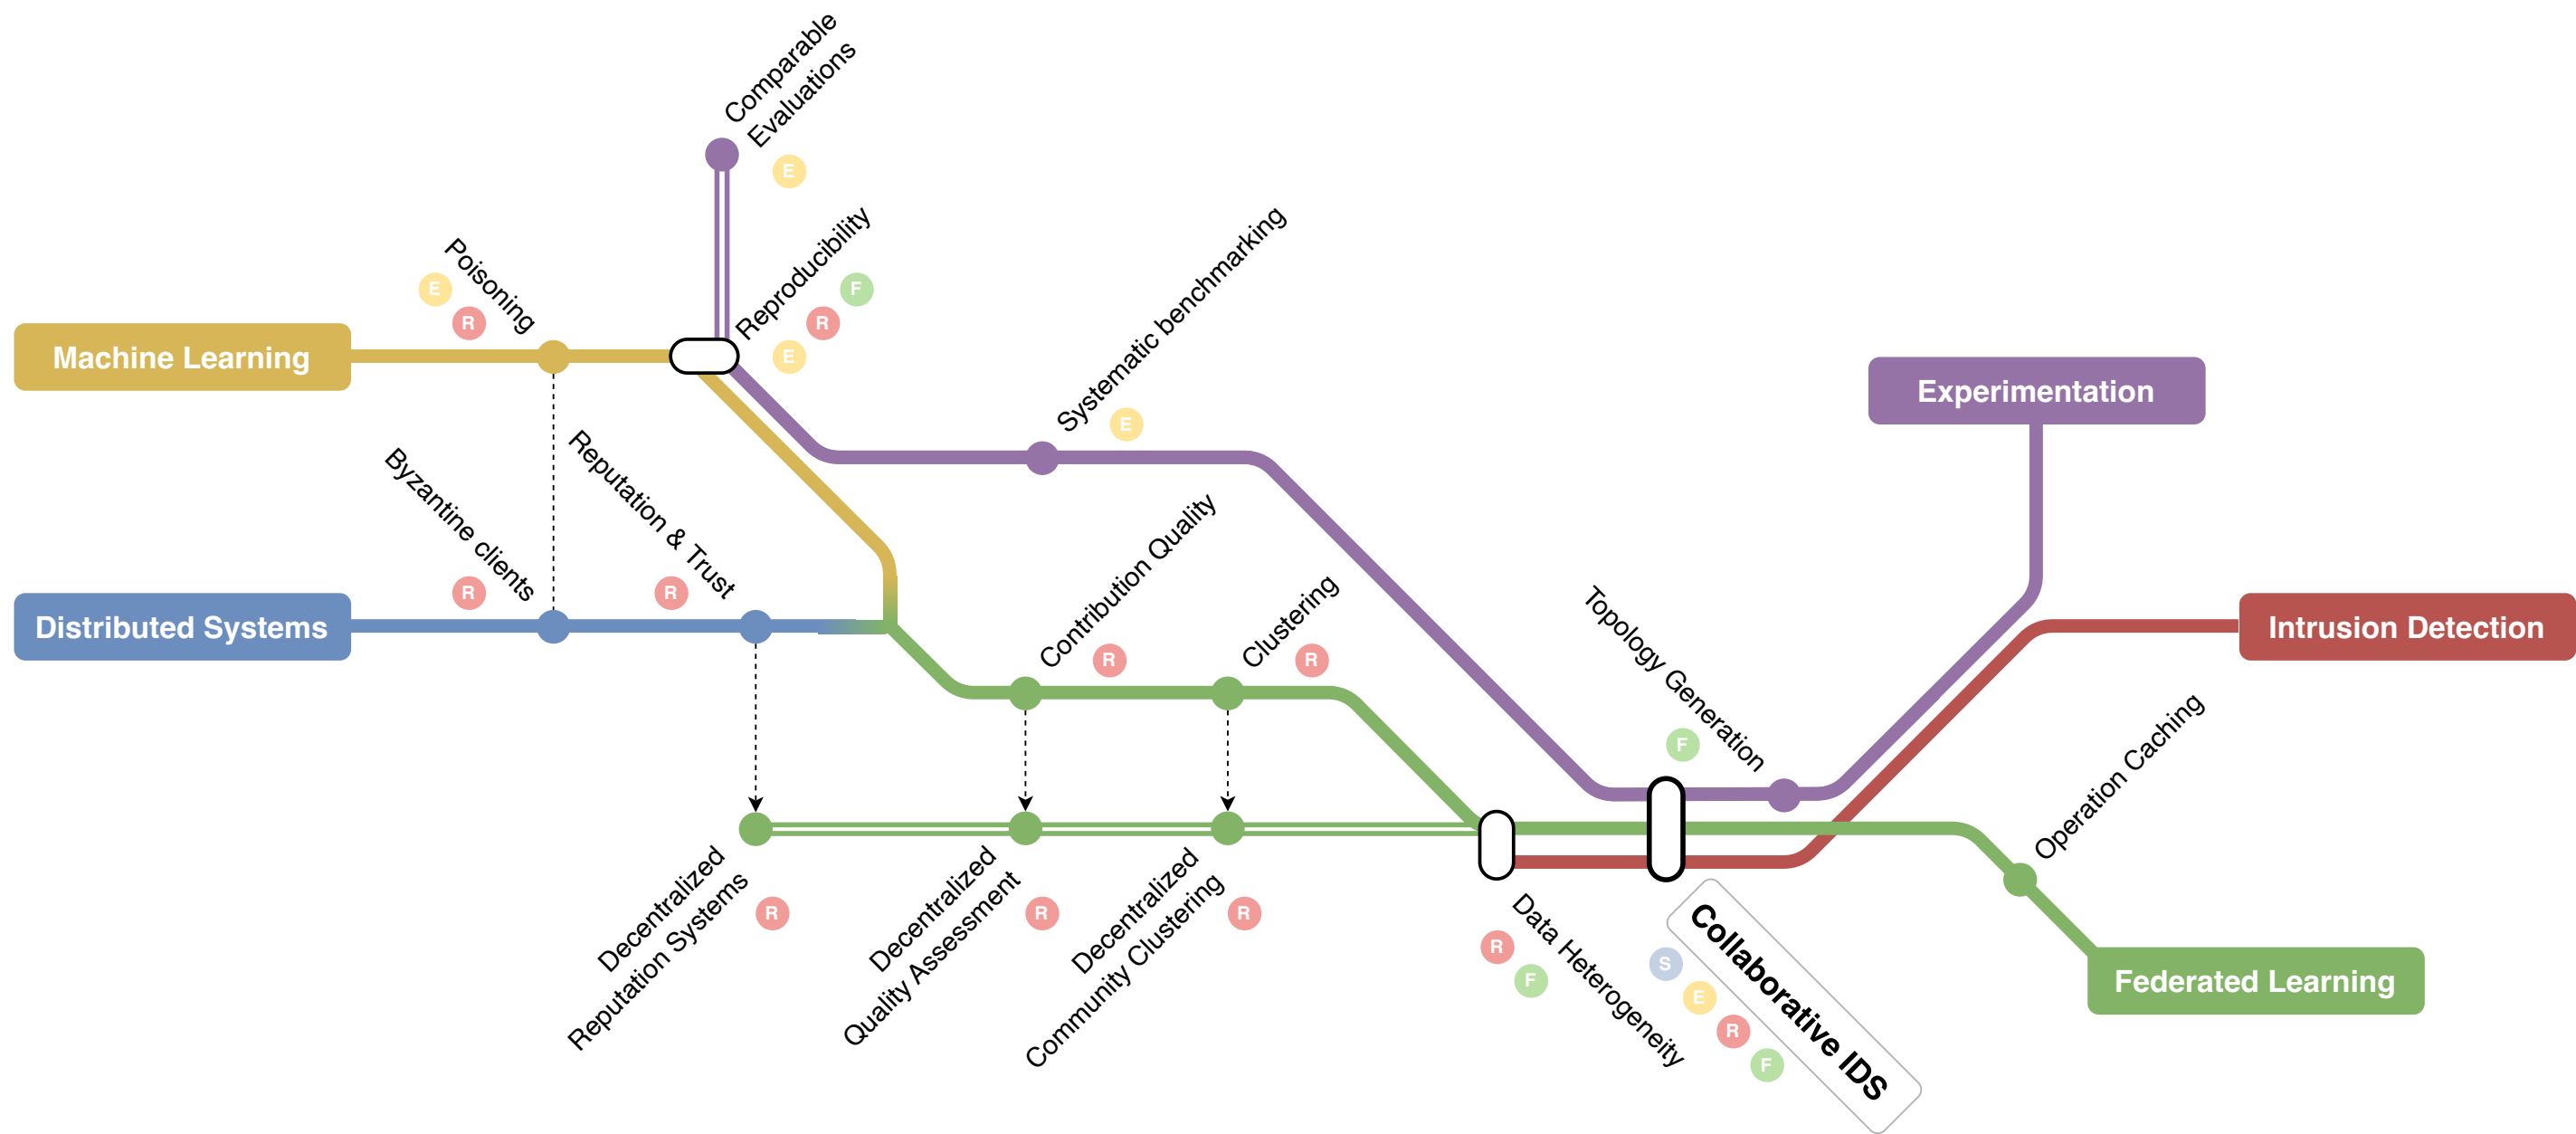 Comparable
Evaluations
E
Poisoning
E
R
Reproducibility
F
R
E
Machine Learning
Systematic benchmarking
E
Experimentation
Byzantine clients
R
Reputation & Trust
R
Distributed Systems
Contribution Quality
R
Clustering
R
Topology Generation
F
Intrusion Detection
Operation Caching
Decentralized
Reputation Systems
R
Decentralized
Quality Assessment
R
Decentralized
Community Clustering
R
Data Heterogeneity
R
F
Collaborative IDS
S
E
R
F
Federated Learning